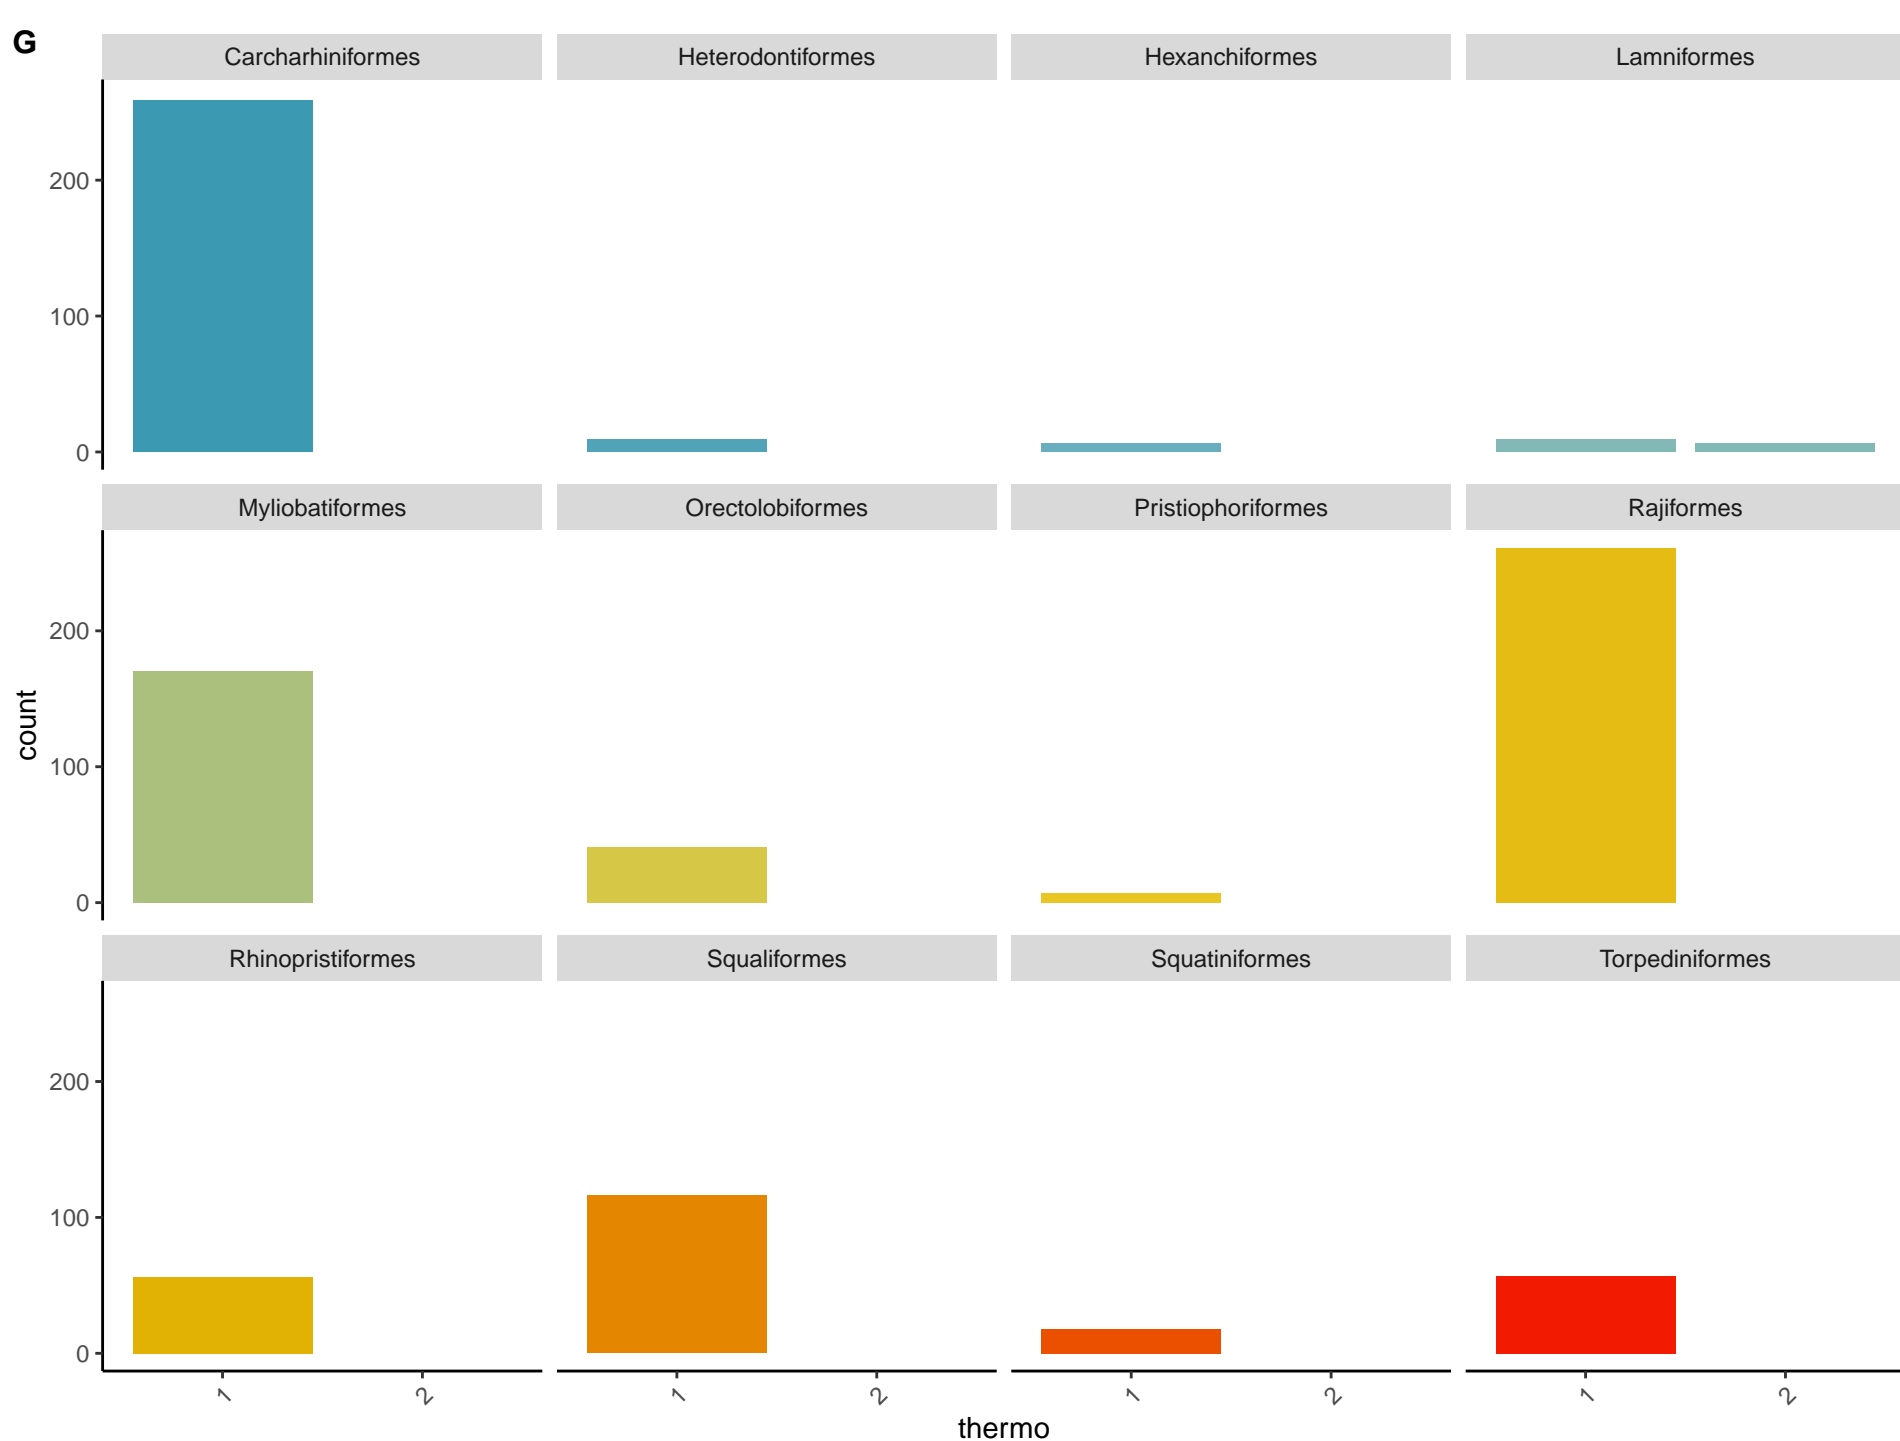 G
Carcharhiniformes Heterodontiformes Hexanchiformes Lamniformes
200
100
0
Myliobatiformes Orectolobiformes Pristiophoriformes Rajiformes
200
100
0
count
Rhinopristiformes Squaliformes Squatiniformes Torpediniformes
200
100
0
1 2 1 2 1 2 1 2
thermo